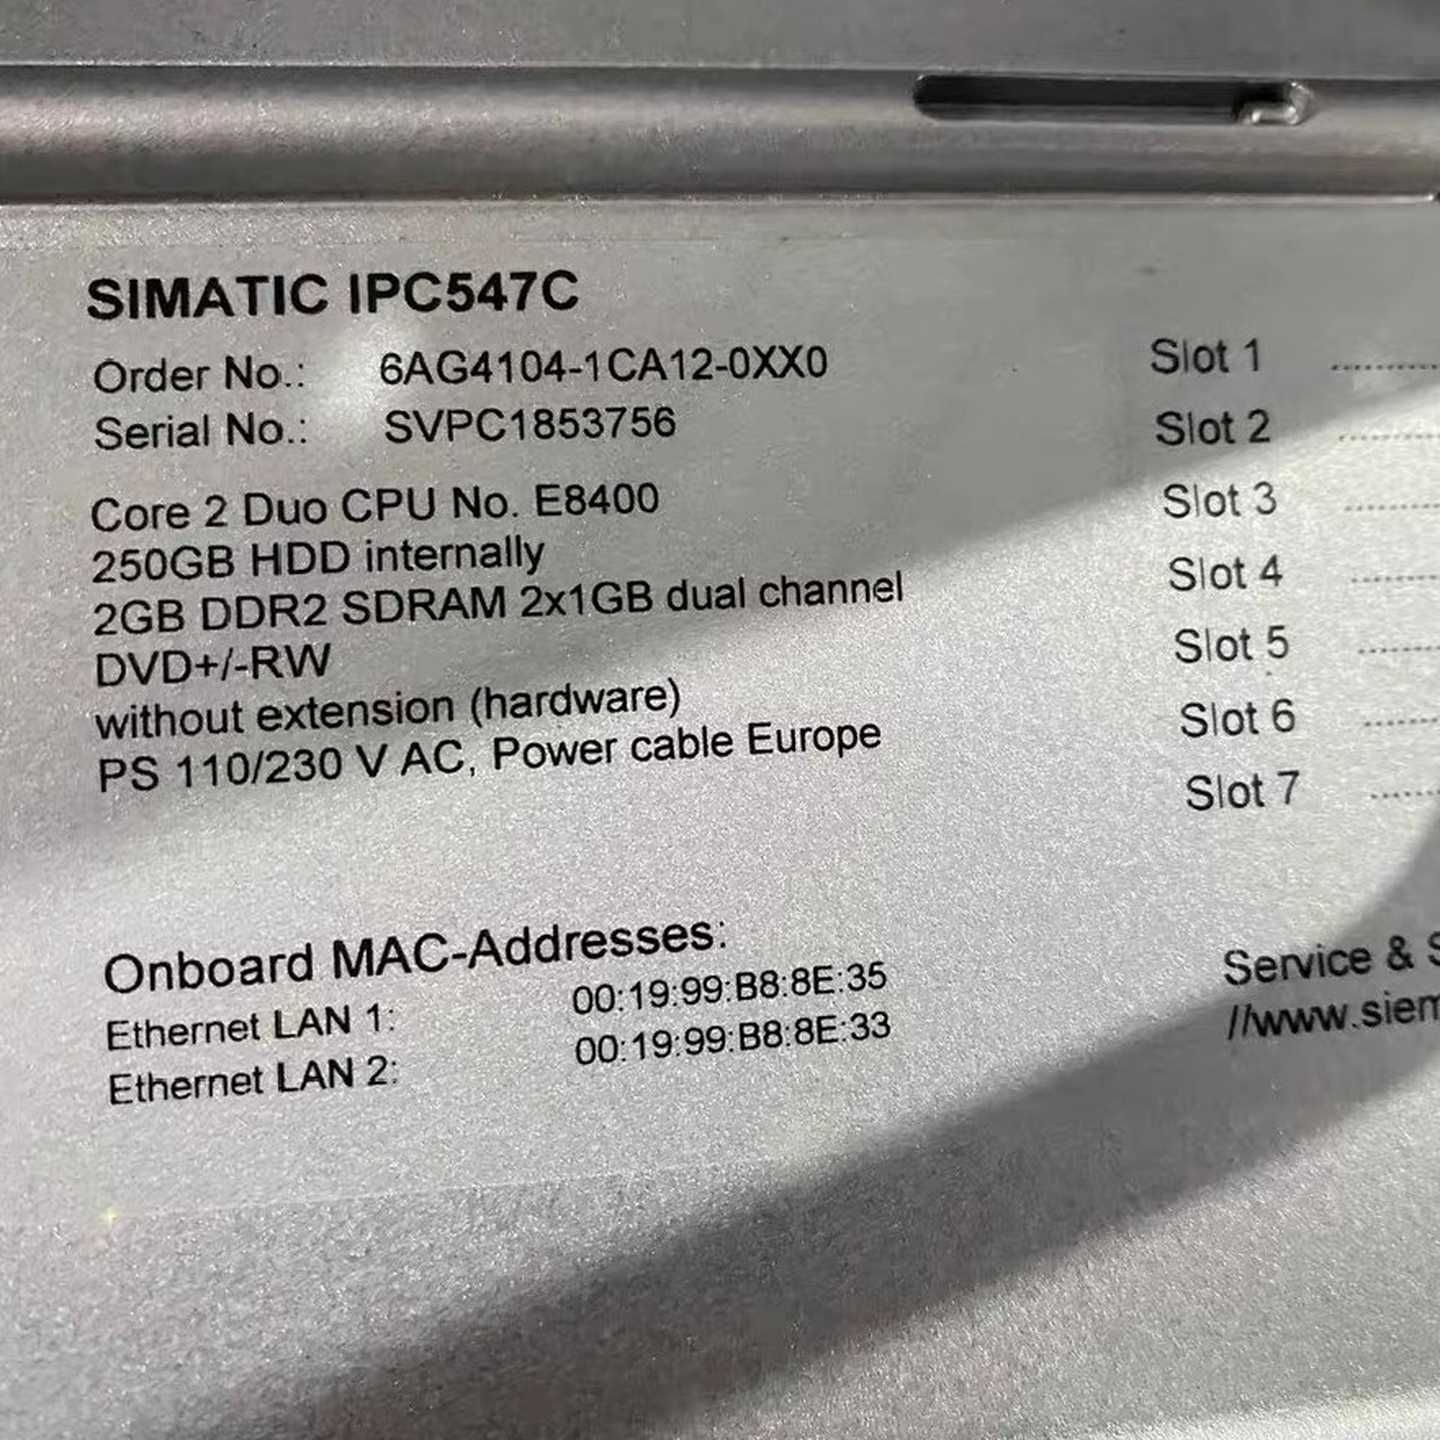 SIMATIC IPC547C
Order No.: 6AG4104-1CA12-0XX0
Serial No.: SVPC1853756
Core 2 Duo CPU No. E8400
250GB HDD internally
2GB DDR2 SDRAM 2x1GB dual channel
DVD+/-RW
without extension (hardware)
PS 110/230 V AC, Power cable Europe
Slot 1
Slot 2
Slot 3
Slot 4
Slot 5
Slot 6
Slot 7
Onboard MAC-Addresses:
Ethernet LAN 1: 00:19:99:B8:8E:35
Ethernet LAN 2: 00:19:99:B8:8E:33
Service &
//www.siem